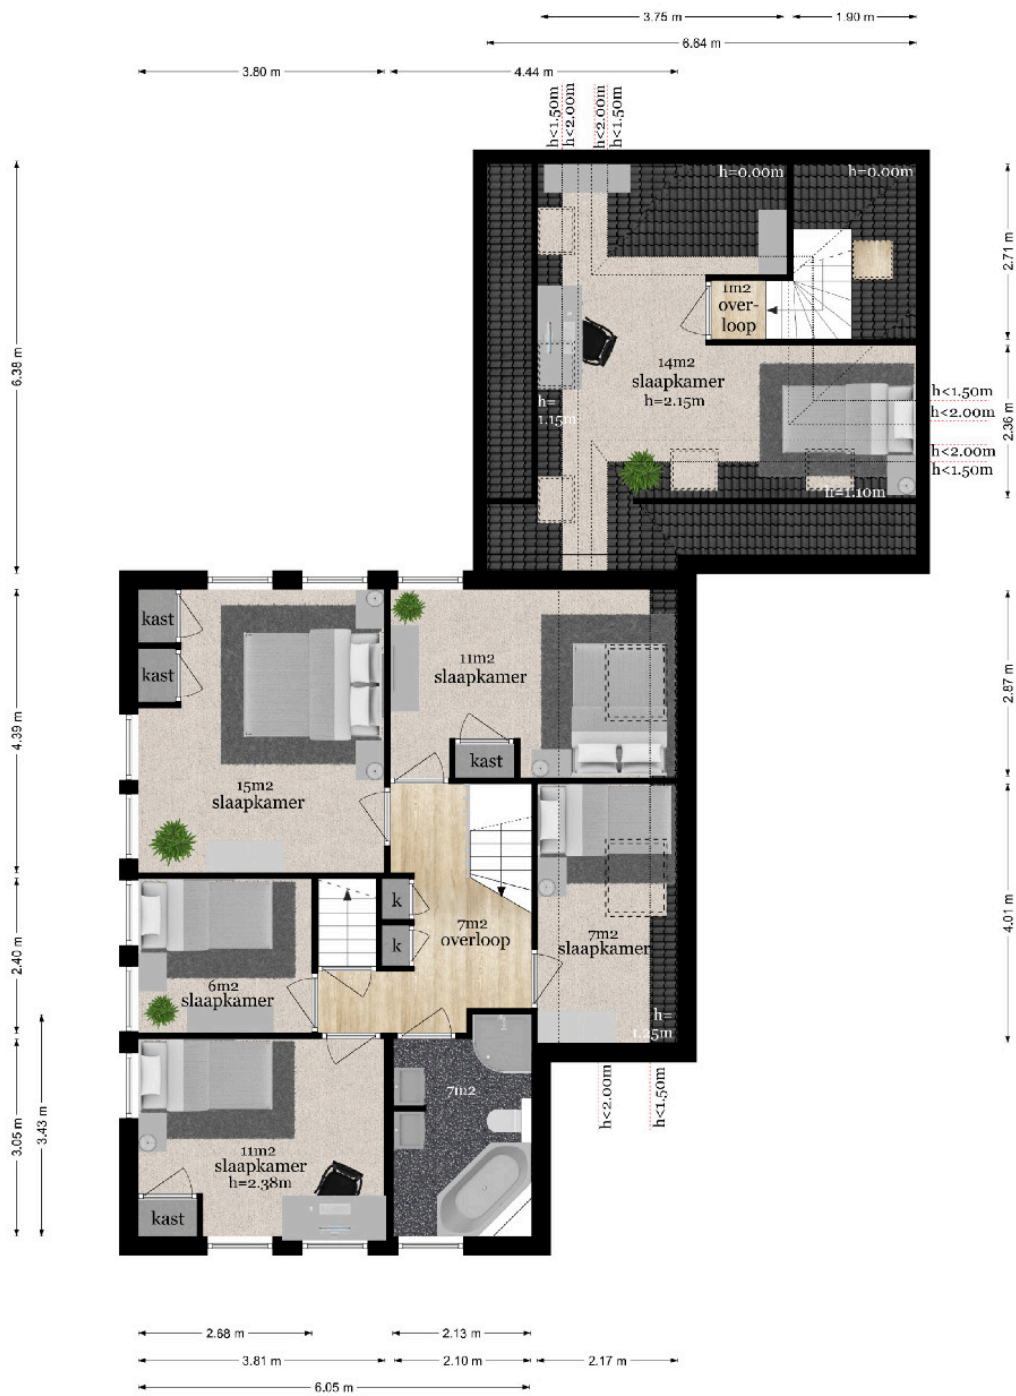 3.75 m
1.90 m
6.64 m
3.80 m
4.44 m
h<1.50m
h<2.00m
h<2.00m
h<1.50m
h=0.00m
h=0.00m
6.38 m
2.71 m
1m2
over-
loop
14m2
slaapkamer
h=2.15m
h=
1.15m
h<1.50m
h<2.00m
h<2.00m
h<1.50m
2.36 m
h=1.10m
kast
kast
11m2
slaapkamer
kast
2.87 m
4.39 m
15m2
slaapkamer
k
k
7m2
overloop
7m2
slaapkamer
h=
1.25m
4.01 m
2.40 m
6m2
slaapkamer
7m2
h<2.00m
h<1.50m
3.05 m
3.43 m
11m2
slaapkamer
h=2.38m
kast
2.68 m
2.13 m
3.81 m
2.10 m
2.17 m
6.05 m